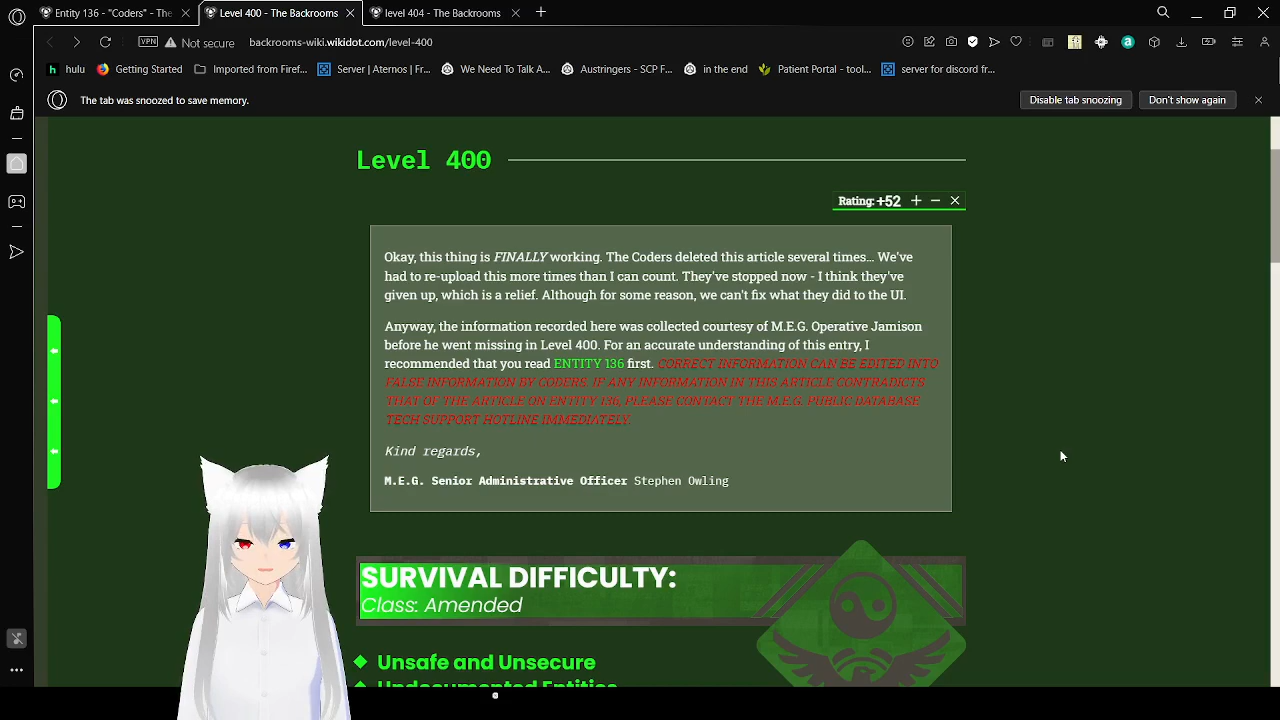 Entity 136 - "Coders" - The
Level 400 - The Backrooms
level 404 - The Backrooms
VPN
Not secure
backrooms-wiki.wikidot.com/level-400
hulu
Getting Started
Imported from Firef...
Server | Aternos | Fr...
We Need To Talk A...
Austringers - SCP F...
in the end
Patient Portal - tool...
server for discord fr...
The tab was snoozed to save memory.
Disable tab snoozing
Don't show again
Level 400
Rating: +52 + − ×
Okay, this thing is FINALLY working. The Coders deleted this article several times... We've
had to re-upload this more times than I can count. They've stopped now - I think they've
given up, which is a relief. Although for some reason, we can't fix what they did to the UI.
Anyway, the information recorded here was collected courtesy of M.E.G. Operative Jamison
before he went missing in Level 400. For an accurate understanding of this entry, I
recommended that you read ENTITY 136 first. CORRECT INFORMATION CAN BE EDITED INTO
FALSE INFORMATION BY CODERS. IF ANY INFORMATION IN THIS ARTICLE CONTRADICTS
THAT OF THE ARTICLE ON ENTITY 136, PLEASE CONTACT THE M.E.G. PUBLIC DATABASE
TECH SUPPORT HOTLINE IMMEDIATELY.
Kind regards,
M.E.G. Senior Administrative Officer Stephen Owling
SURVIVAL DIFFICULTY:
Class: Amended
Unsafe and Unsecure
Undocumented Entities